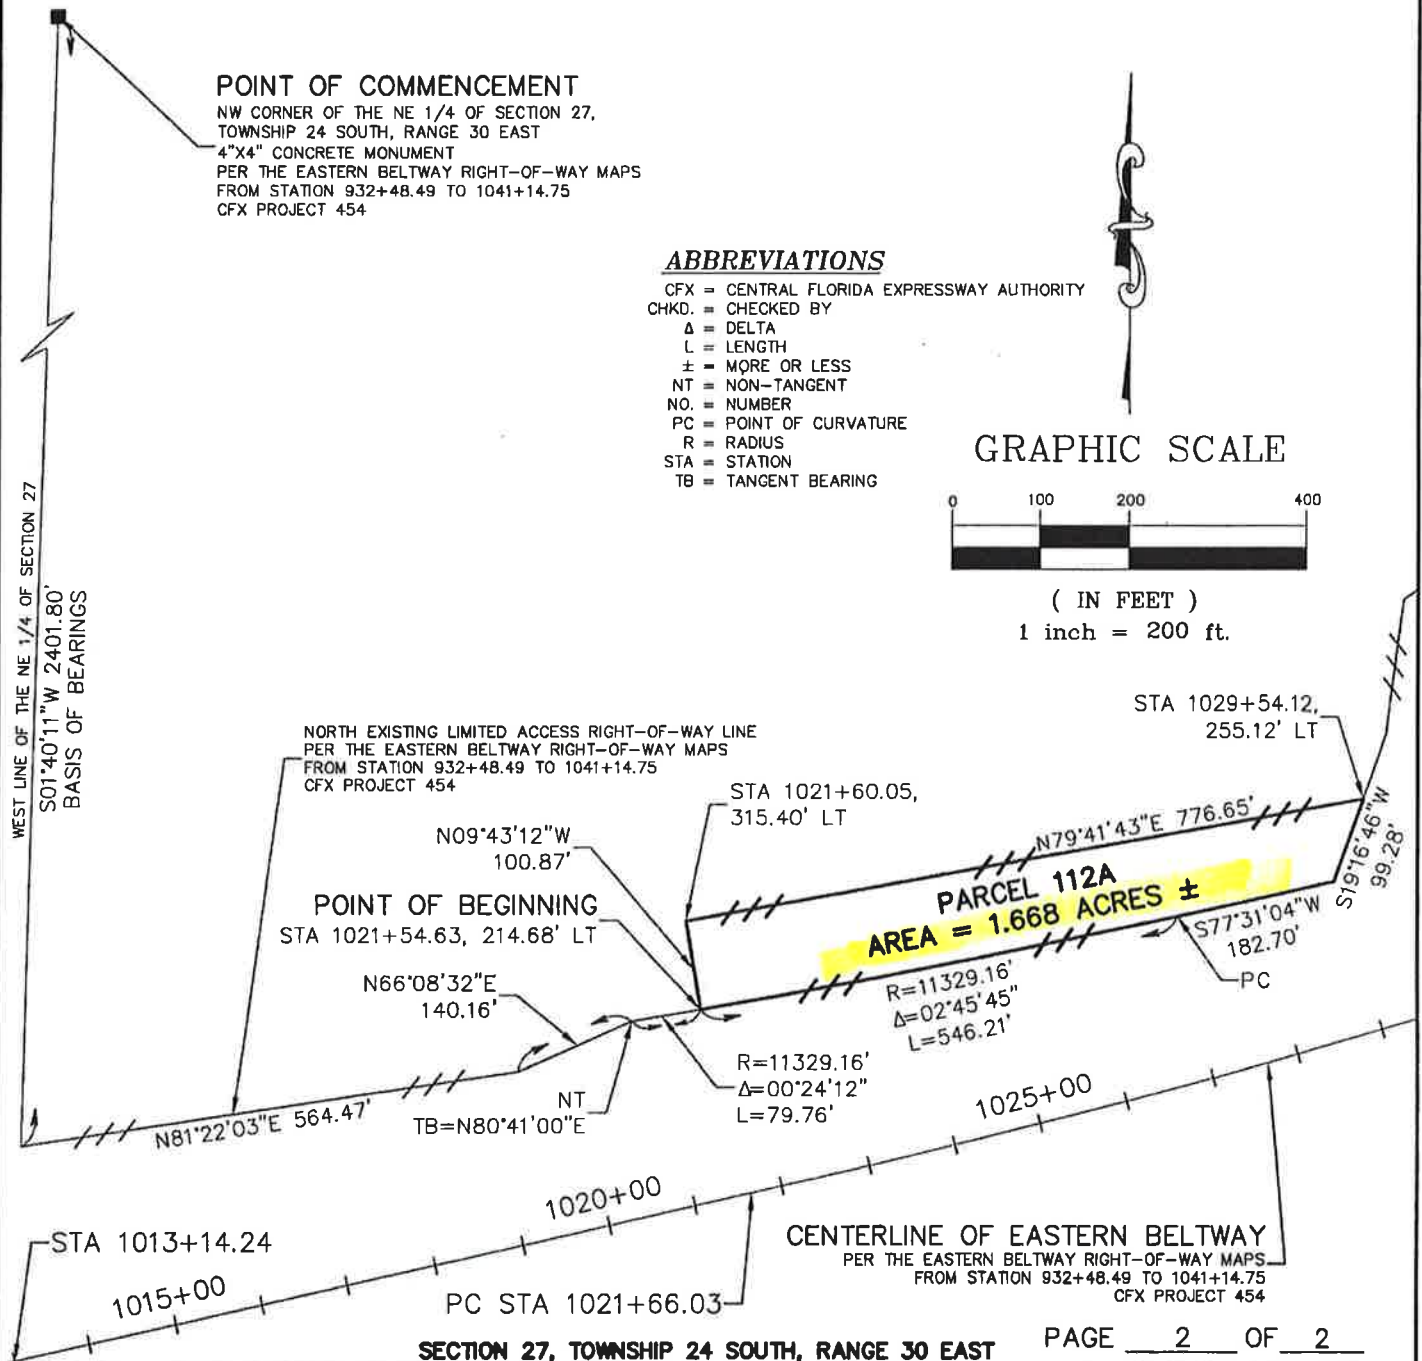 POINT OF COMMENCEMENT
NW CORNER OF THE NE 1/4 OF SECTION 27,
TOWNSHIP 24 SOUTH, RANGE 30 EAST
4"X4" CONCRETE MONUMENT
PER THE EASTERN BELTWAY RIGHT-OF-WAY MAPS
FROM STATION 932+48.49 TO 1041+14.75
CFX PROJECT 454
ABBREVIATIONS
CFX = CENTRAL FLORIDA EXPRESSWAY AUTHORITY
CHKD. = CHECKED BY
Δ = DELTA
L = LENGTH
± = MORE OR LESS
NT = NON-TANGENT
NO. = NUMBER
PC = POINT OF CURVATURE
R = RADIUS
STA = STATION
TB = TANGENT BEARING
GRAPHIC SCALE
0 100 200 400
( IN FEET )
1 inch = 200 ft.
WEST LINE OF THE NE 1/4 OF SECTION 27
S01°40'11"W 2401.80'
BASIS OF BEARINGS
NORTH EXISTING LIMITED ACCESS RIGHT-OF-WAY LINE
PER THE EASTERN BELTWAY RIGHT-OF-WAY MAPS
FROM STATION 932+48.49 TO 1041+14.75
CFX PROJECT 454
STA 1029+54.12,
255.12' LT
STA 1021+60.05,
315.40' LT
N09°43'12"W
100.87'
N79°41'43"E 776.65'
S19°16'46"W
99.28'
PARCEL 112A
AREA = 1.668 ACRES ±
POINT OF BEGINNING
STA 1021+54.63, 214.68' LT
S77°31'04"W
182.70'
PC
N66°08'32"E
140.16'
R=11329.16'
Δ=02°45'45"
L=546.21'
R=11329.16'
Δ=00°24'12"
L=79.76'
NT
TB=N80°41'00"E
N81°22'03"E 564.47'
1025+00
1020+00
STA 1013+14.24
1015+00
PC STA 1021+66.03
CENTERLINE OF EASTERN BELTWAY
PER THE EASTERN BELTWAY RIGHT-OF-WAY MAPS
FROM STATION 932+48.49 TO 1041+14.75
CFX PROJECT 454
SECTION 27, TOWNSHIP 24 SOUTH, RANGE 30 EAST
PAGE 2 OF 2